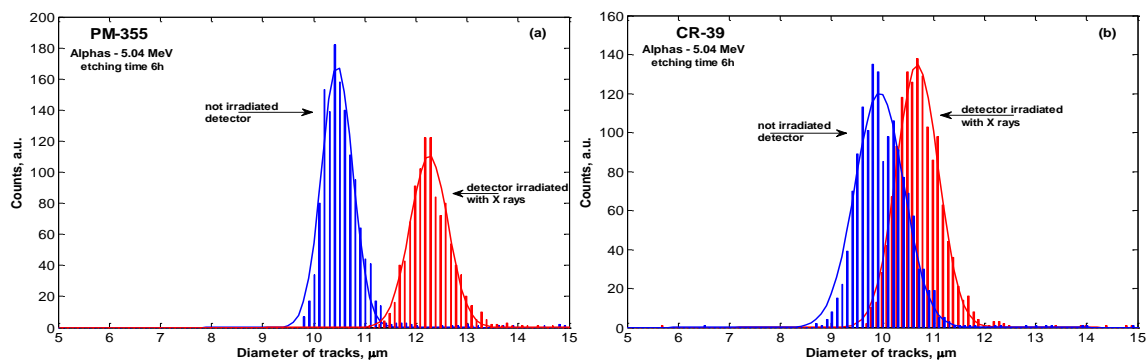 PM-355
Alphas - 5.04 MeV
etching time 6h
(a)
not irradiated
detector
detector irradiated
with X rays
Counts, a.u.
200
180
160
140
120
100
80
60
40
20
0
5 6 7 8 9 10 11 12 13 14 15
Diameter of tracks, µm
CR-39
Alphas - 5.04 MeV
etching time 6h
(b)
not irradiated
detector
detector irradiated
with X rays
Counts, a.u.
160
140
120
100
80
60
40
20
0
5 6 7 8 9 10 11 12 13 14 15
Diameter of tracks, µm